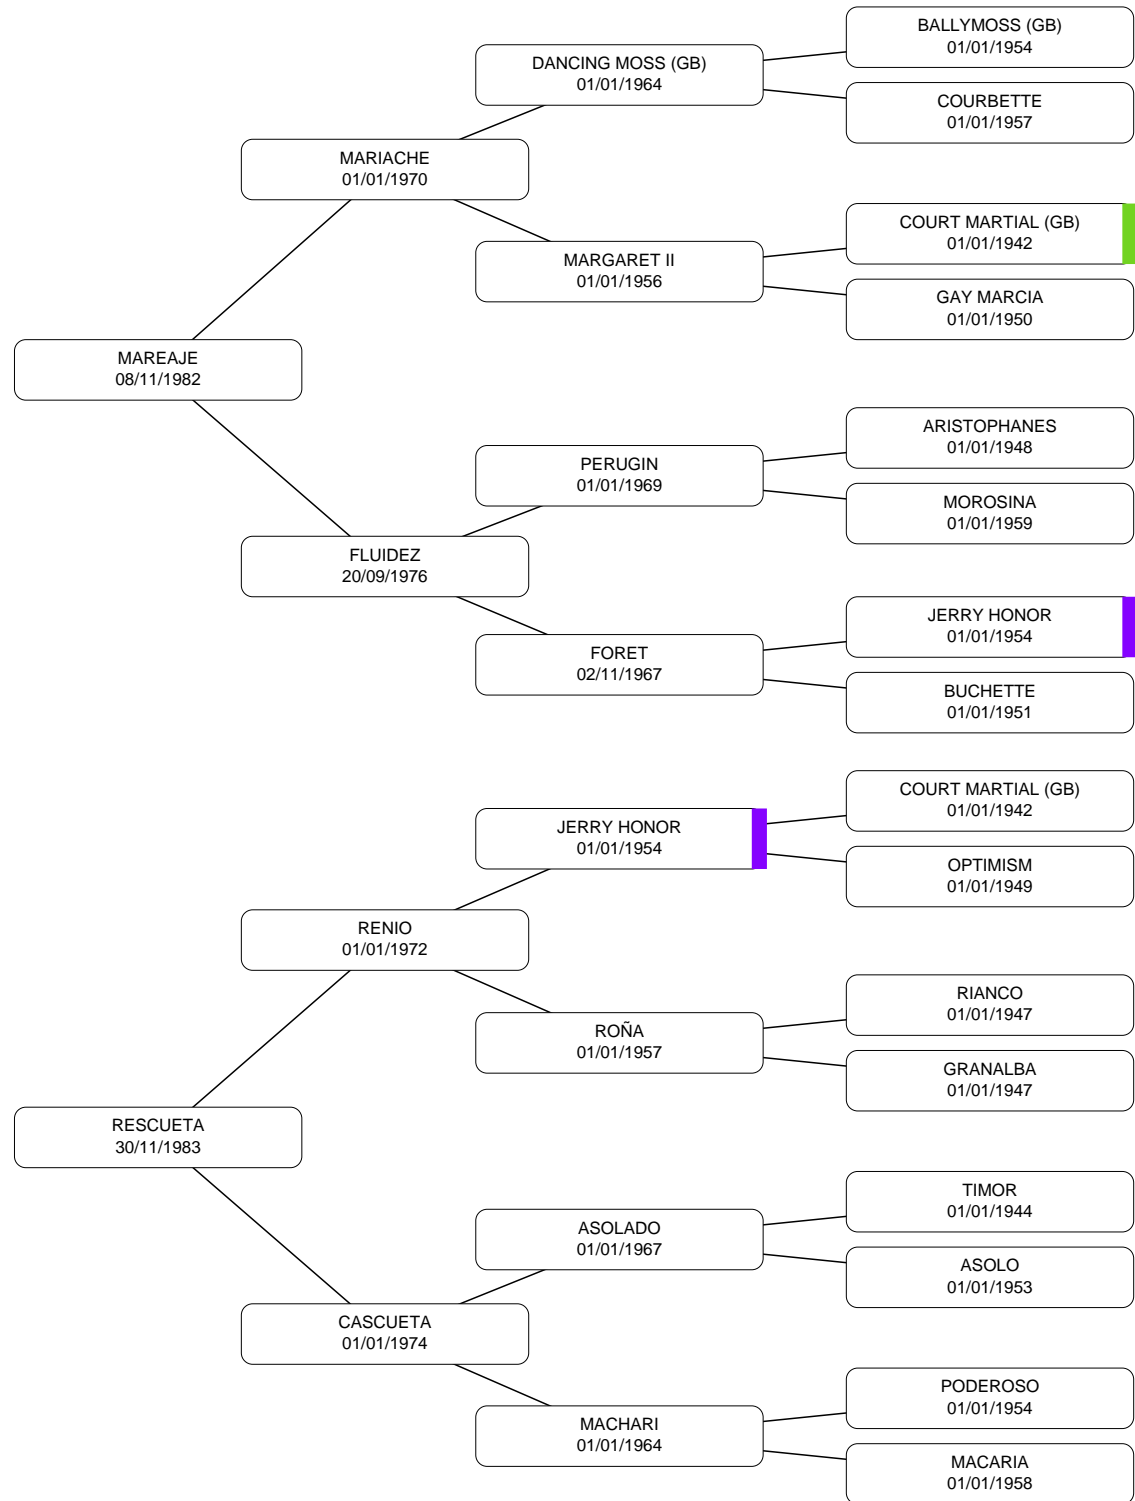 BALLYMOSS (GB)
01/01/1954
DANCING MOSS (GB)
01/01/1964
COURBETTE
01/01/1957
MARIACHE
01/01/1970
COURT MARTIAL (GB)
01/01/1942
MARGARET II
01/01/1956
GAY MARCIA
01/01/1950
MAREAJE
08/11/1982
ARISTOPHANES
01/01/1948
PERUGIN
01/01/1969
MOROSINA
01/01/1959
FLUIDEZ
20/09/1976
JERRY HONOR
01/01/1954
FORET
02/11/1967
BUCHETTE
01/01/1951
COURT MARTIAL (GB)
01/01/1942
JERRY HONOR
01/01/1954
OPTIMISM
01/01/1949
RENIO
01/01/1972
RIANCO
01/01/1947
ROÑA
01/01/1957
GRANALBA
01/01/1947
RESCUETA
30/11/1983
TIMOR
01/01/1944
ASOLADO
01/01/1967
ASOLO
01/01/1953
CASCUETA
01/01/1974
PODEROSO
01/01/1954
MACHARI
01/01/1964
MACARIA
01/01/1958